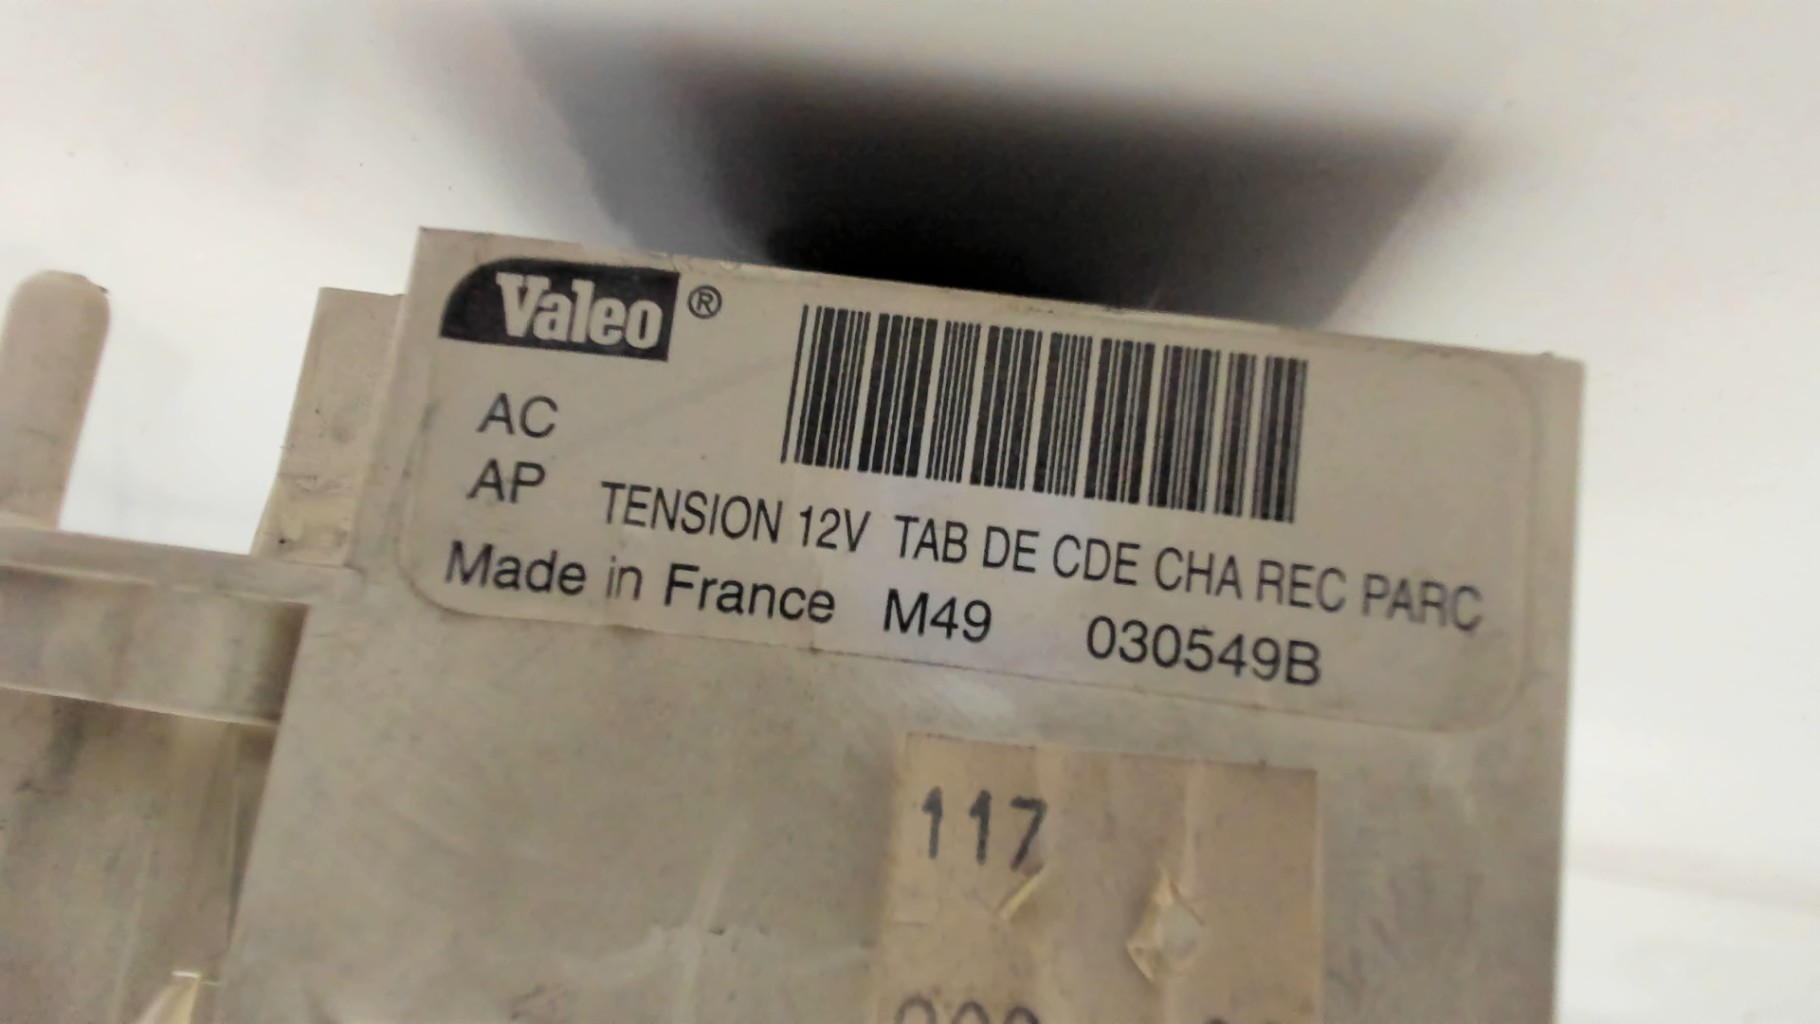 Valeo®
AC
AP TENSION 12V TAB DE CDE CHA REC PARC
Made in France M49 030549B
117